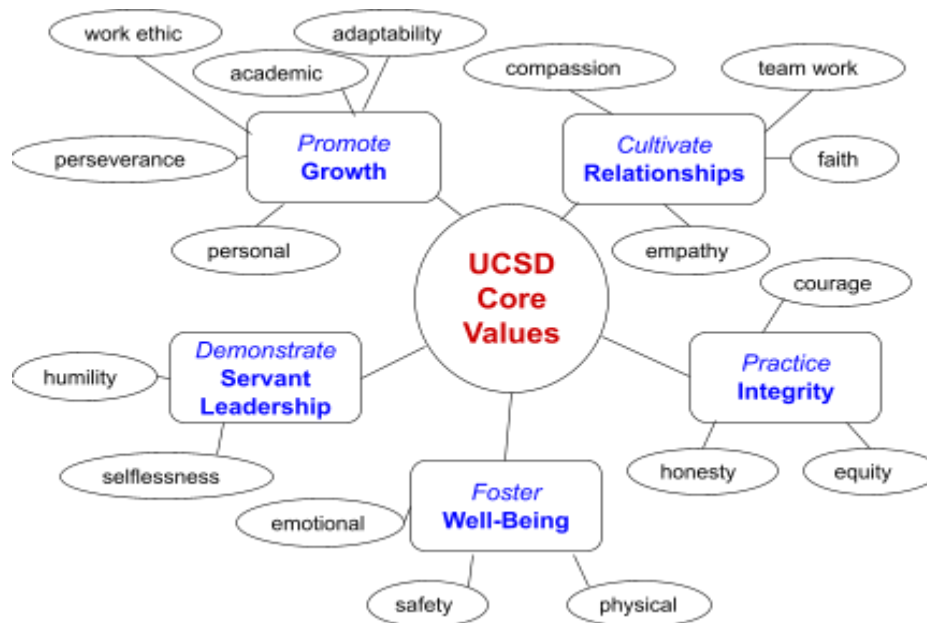 work ethic
adaptability
academic
compassion
team work
Promote
Growth
Cultivate
Relationships
perseverance
faith
personal
empathy
UCSD
Core
Values
courage
Demonstrate
Servant
Leadership
humility
Practice
Integrity
selflessness
honesty
equity
Foster
Well-Being
emotional
safety
physical